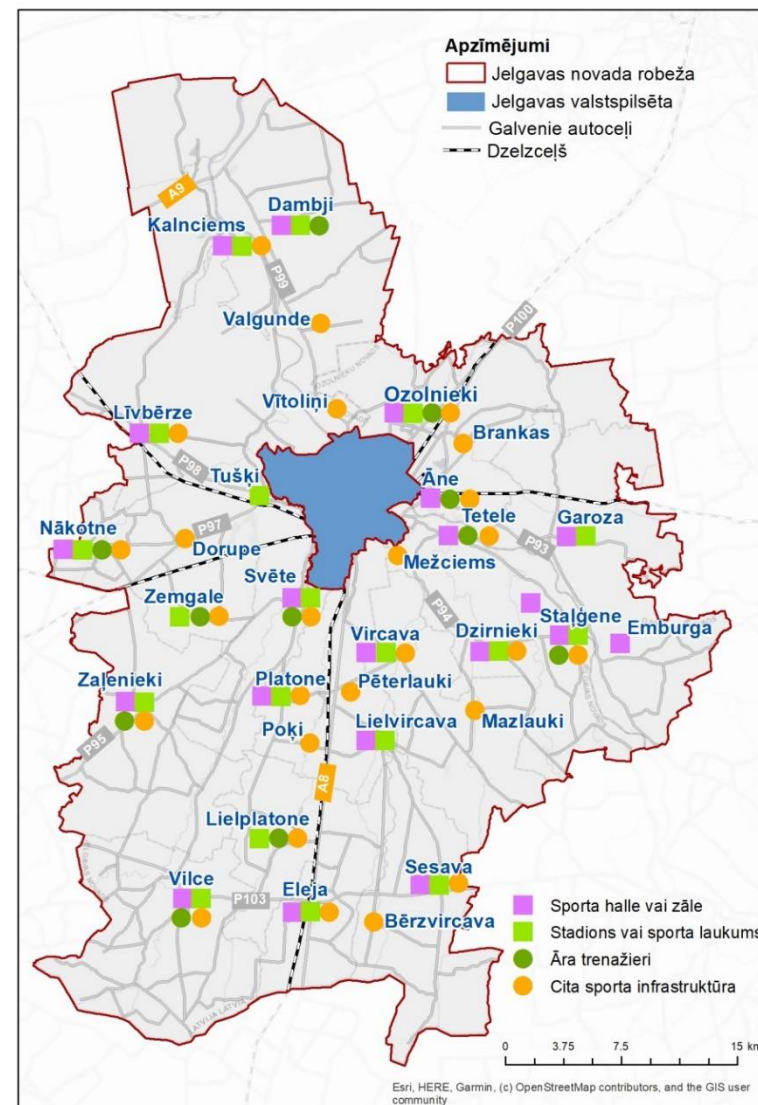 Apzīmējumi
Jelgavas novada robeža
Jelgavas valstspilsēta
Galvenie autoceļi
Dzelzceļš
A9
Dambji
Kalnciems
P99
Valgunde
P100
Vītoliņi
Ozolnieki
Līvbērze
Brankas
P98
Tušķi
Āne
Nākotne
P97
Tetele
Garoza
Dorupe
Mežciems
P93
Svēte
Zemgale
P94
Staļģene
Emburga
Vircava
Dzirnieki
Zaļenieki
Platone
Pēterlauki
Mazlauki
Poķi
Lielvircava
P95
A8
Lielplatone
Vilce
Sesava
P103
Eleja
Bērzvircava
Sporta halle vai zāle
Stadions vai sporta laukums
Āra trenažieri
Cita sporta infrastruktūra
LATVIJA
0 3.75 7.5 15 km
Esri, HERE, Garmin, (c) OpenStreetMap contributors, and the GIS user
community